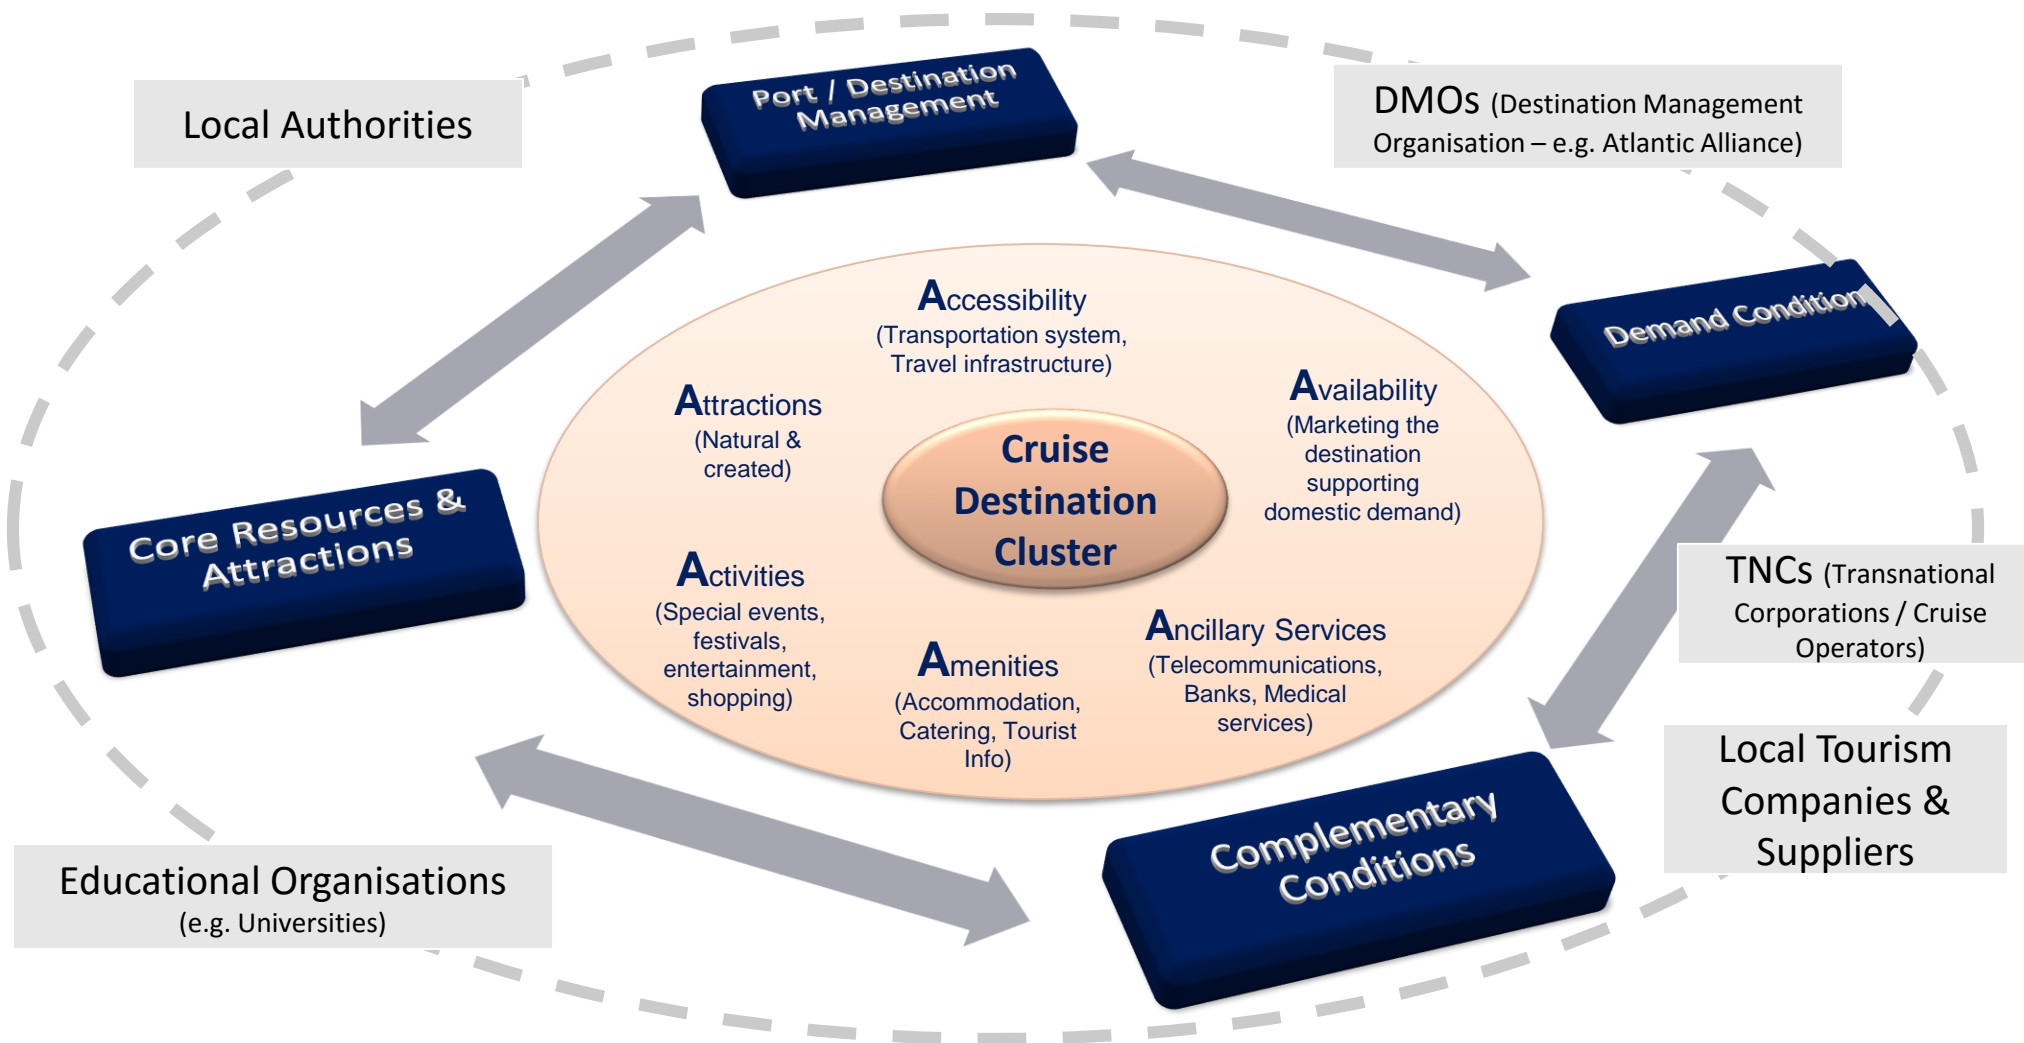 Port / Destination
Management
Local Authorities
DMOs (Destination Management
Organisation – e.g. Atlantic Alliance)
Demand Condition
Accessibility
(Transportation system,
Travel infrastructure)
Attractions
(Natural &
created)
Availability
(Marketing the
destination
supporting
domestic demand)
Cruise
Destination
Cluster
Core Resources &
Attractions
Activities
(Special events,
festivals,
entertainment,
shopping)
Amenities
(Accommodation,
Catering, Tourist
Info)
Ancillary Services
(Telecommunications,
Banks, Medical
services)
TNCs (Transnational
Corporations / Cruise
Operators)
Local Tourism
Companies &
Suppliers
Complementary
Conditions
Educational Organisations
(e.g. Universities)